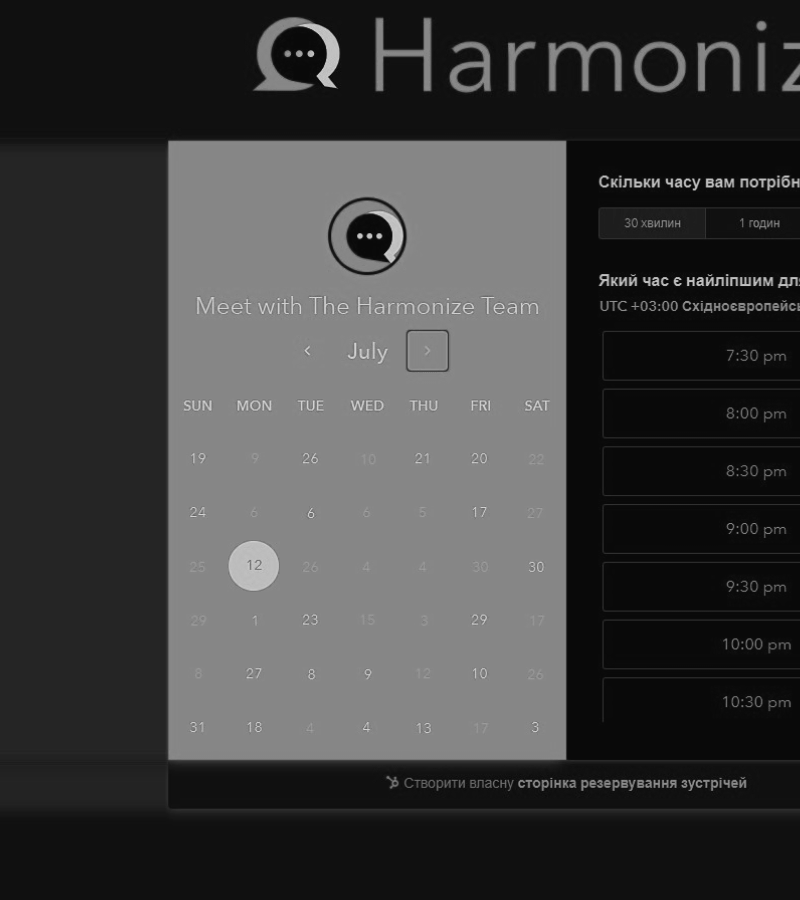 Harmoniz
Meet with The Harmonize Team
July
SUN MON TUE WED THU FRI SAT
19 9 26 10 21 20 22
24 6 6 6 5 17 27
25 12 26 4 4 30 30
29 1 23 15 3 29 17
8 27 8 9 12 10 26
31 18 4 4 13 17 3
Скільки часу вам потрібн
30 хвилин 1 годин
Який час є найліпшим дл
UTC +03:00 Східноєвропейсь
7:30 pm
8:00 pm
8:30 pm
9:00 pm
9:30 pm
10:00 pm
10:30 pm
Створити власну сторінка резервування зустрічей